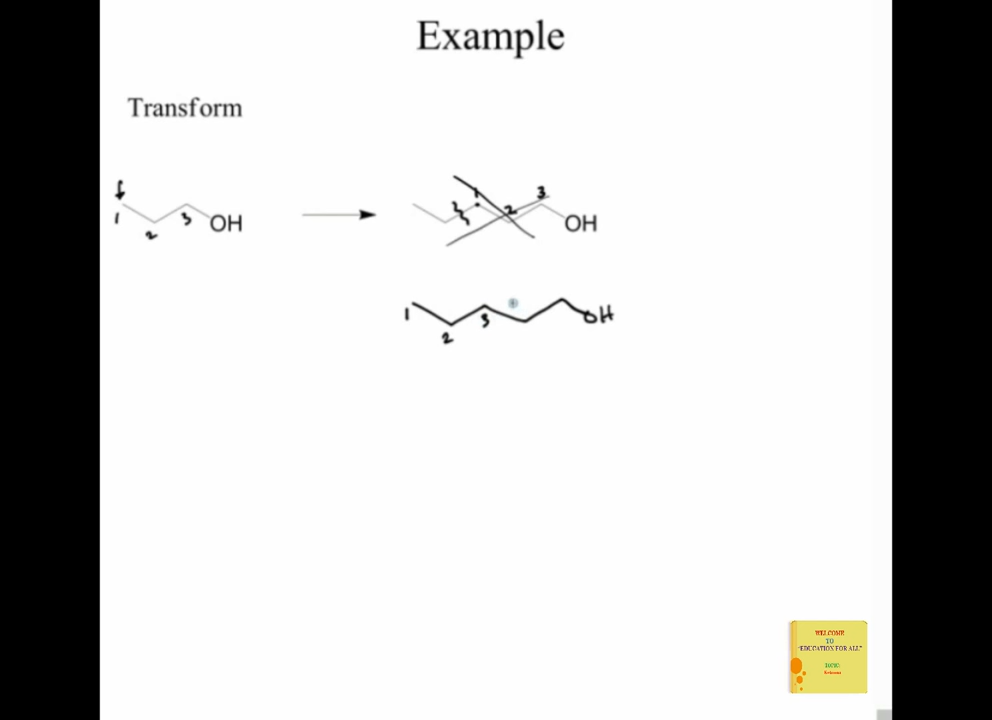 Example
Transform
1 2 3 OH
1 2 3 OH
1 2 3 OH
WELCOME
TO
"EDUCATION FOR ALL"